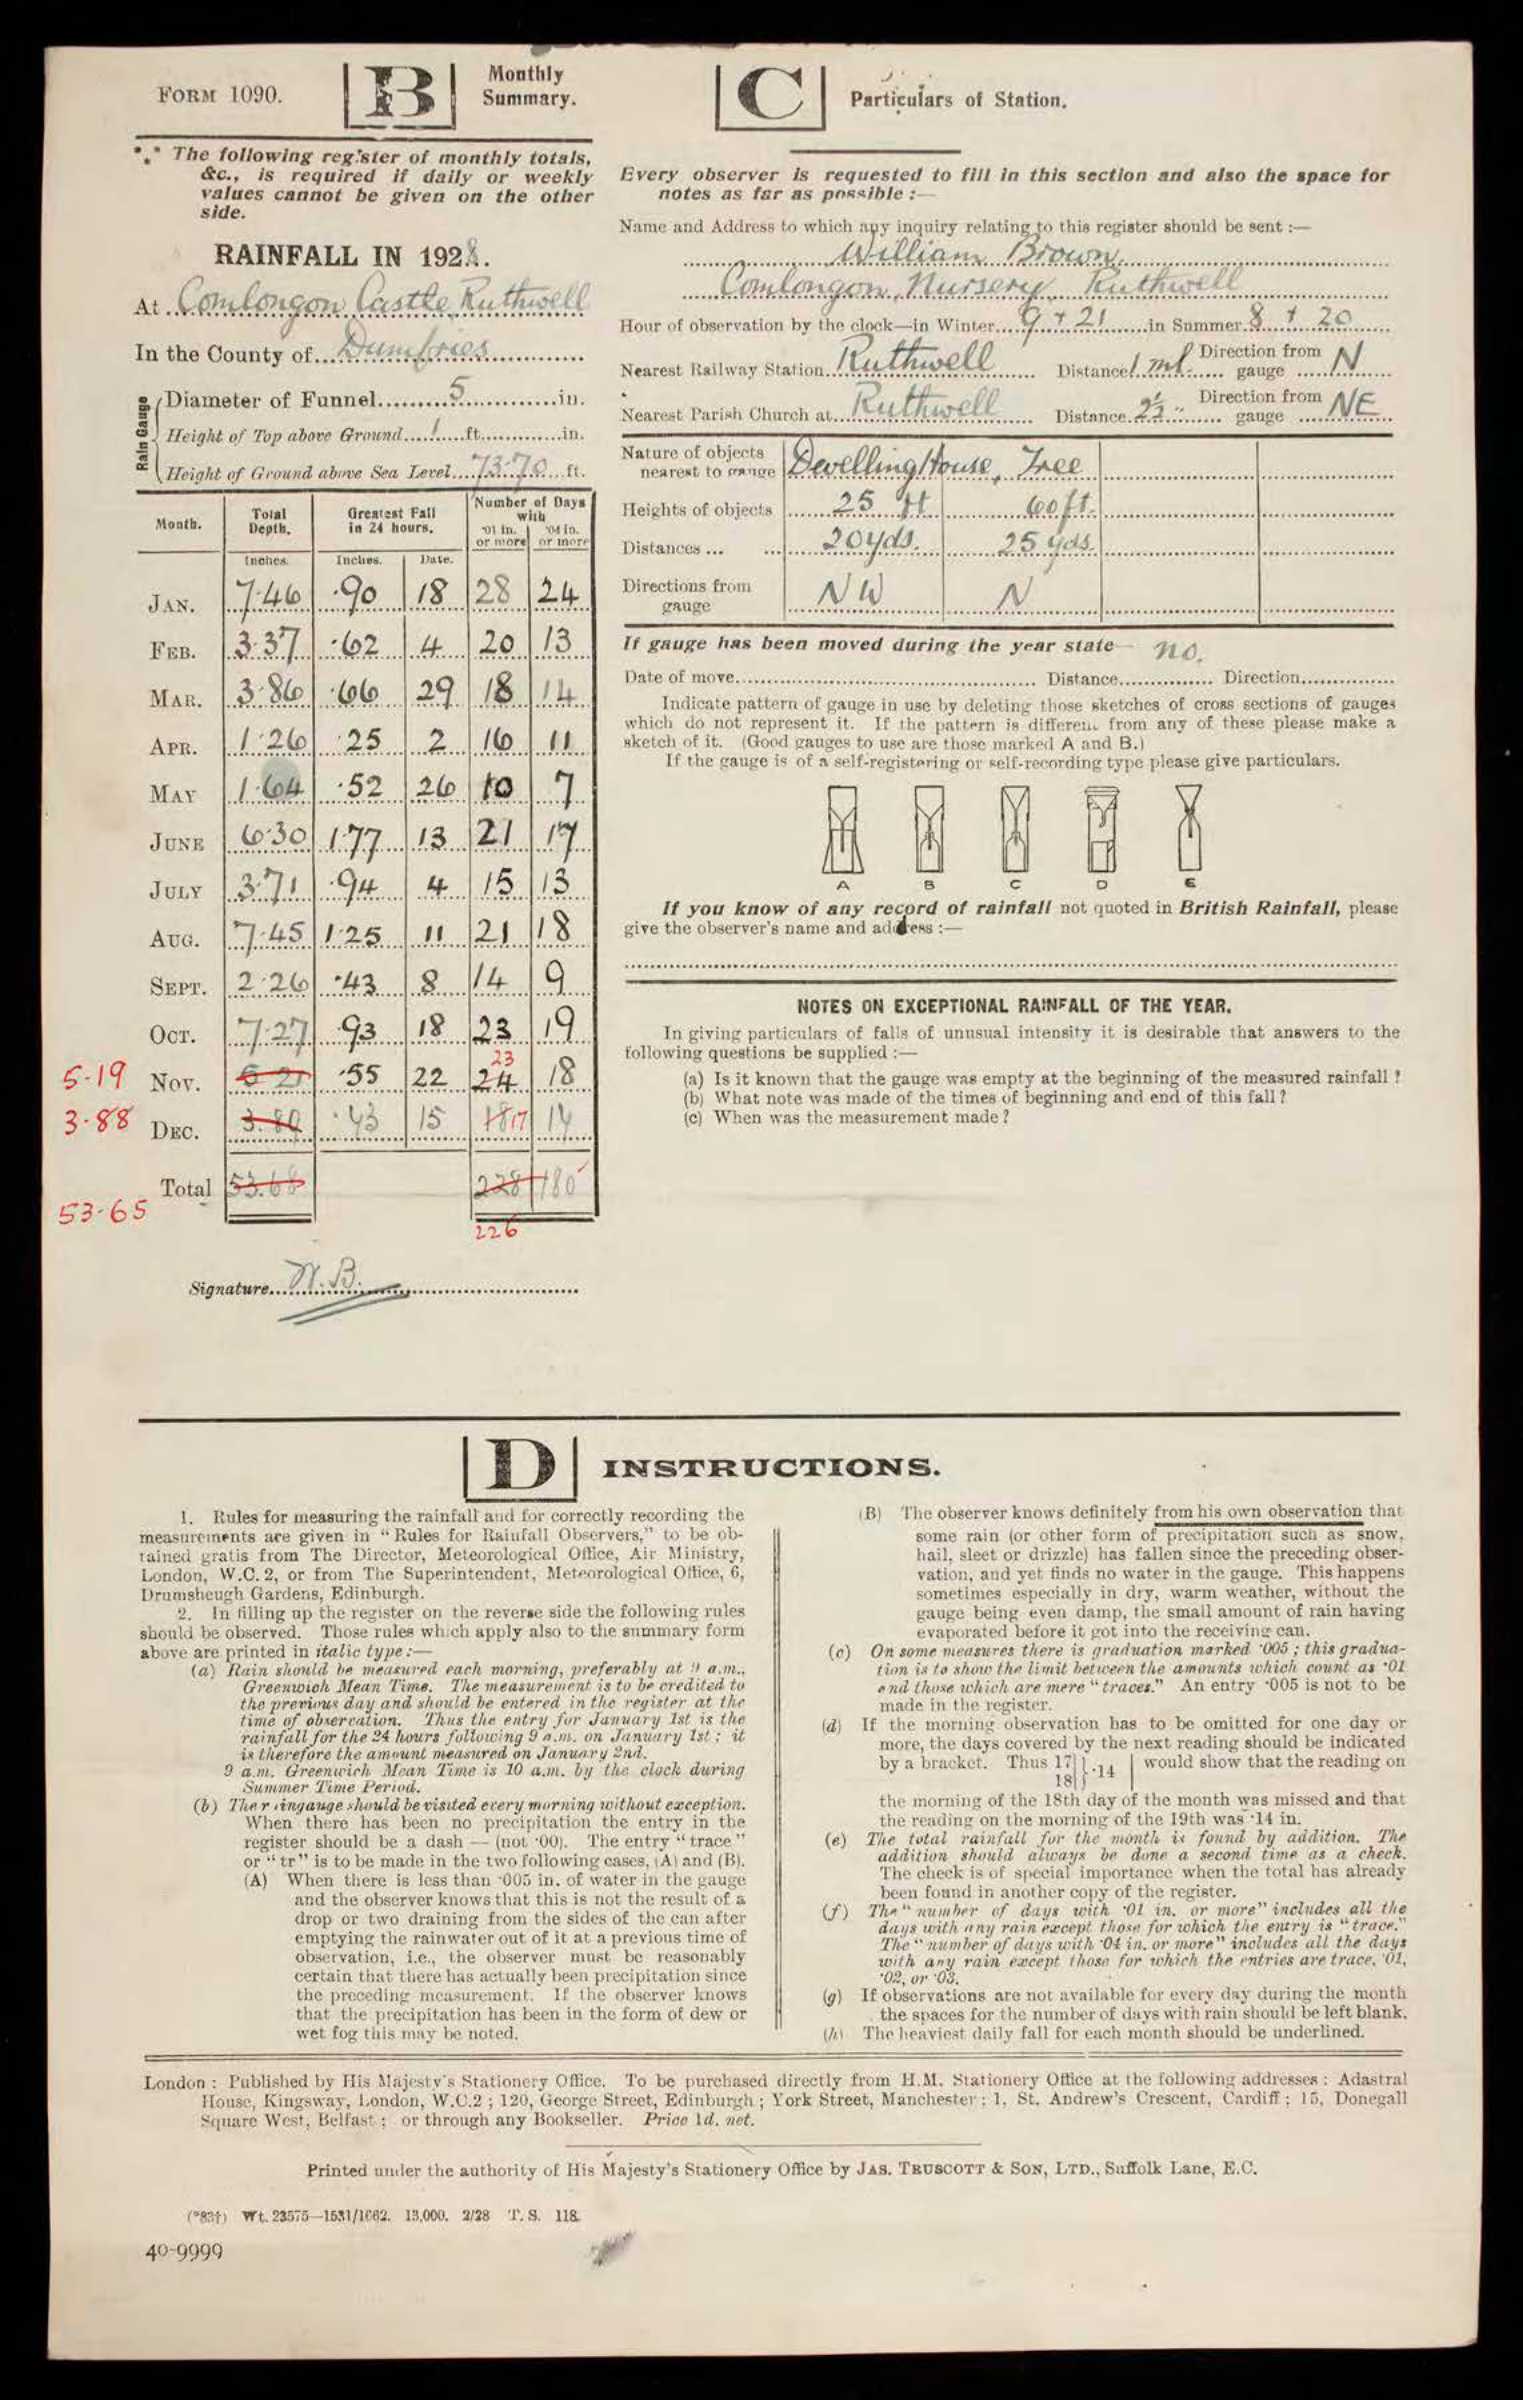 FORM 1090.
B
Monthly
Summary.
*.* The following register of monthly totals,
&c., is required if daily or weekly
values cannot be given on the other
side.
RAINFALL IN 1928.
At Comlongon Castle, Ruthwell
In the County of Dumfries
Rain Gauge
Diameter of Funnel 5 in.
Height of Top above Ground 1 ft. in.
Height of Ground above Sea Level 73.70 ft.
Month. Total Depth. Greatest Fall in 24 hours. Number of Days with
·01 in. or more ·04 in. or more
Inches. Inches. Date.
JAN. 7.46 .90 18 28 24
FEB. 3.37 .62 4 20 13
MAR. 3.86 .66 29 18 14
APR. 1.26 .25 2 16 11
MAY 1.64 .52 26 10 7
JUNE 6.30 1.77 13 21 17
JULY 3.71 .94 4 15 13
AUG. 7.45 1.25 11 21 18
SEPT. 2.26 .43 8 14 9
OCT. 7.27 .93 18 23 19
5.19 NOV. 5 21 .55 22 24 23 18
3.88 DEC. 3.89 .43 15 18 17 14
Total 53.68 228 180
53.65
226
Signature W.B.
C
Particulars of Station.
Every observer is requested to fill in this section and also the space for
notes as far as possible :—
Name and Address to which any inquiry relating to this register should be sent :—
William Brown
Comlongon Nursery, Ruthwell
Hour of observation by the clock—in Winter 9 + 21 in Summer 8 + 20
Nearest Railway Station Ruthwell Distance 1 ml. Direction from gauge N
Nearest Parish Church at Ruthwell Distance 2½ " Direction from gauge NE
Nature of objects nearest to gauge Dwelling House, Tree
Heights of objects 25 ft 60 ft.
Distances ... ... 20 yds. 25 yds.
Directions from gauge NW N
If gauge has been moved during the year state— no.
Date of move Distance Direction
Indicate pattern of gauge in use by deleting those sketches of cross sections of gauges
which do not represent it. If the pattern is different from any of these please make a
sketch of it. (Good gauges to use are those marked A and B.)
If the gauge is of a self-registering or self-recording type please give particulars.
A B C D E
If you know of any record of rainfall not quoted in British Rainfall, please
give the observer's name and address :—
NOTES ON EXCEPTIONAL RAINFALL OF THE YEAR.
In giving particulars of falls of unusual intensity it is desirable that answers to the
following questions be supplied :—
(a) Is it known that the gauge was empty at the beginning of the measured rainfall ?
(b) What note was made of the times of beginning and end of this fall ?
(c) When was the measurement made ?
D INSTRUCTIONS.
1. Rules for measuring the rainfall and for correctly recording the
measurements are given in “ Rules for Rainfall Observers,” to be ob-
tained gratis from The Director, Meteorological Office, Air Ministry,
London, W.C. 2, or from The Superintendent, Meteorological Office, 6,
Drumsheugh Gardens, Edinburgh.
2. In filling up the register on the reverse side the following rules
should be observed. Those rules which apply also to the summary form
above are printed in italic type :—
(a) Rain should be measured each morning, preferably at 9 a.m.,
Greenwich Mean Time. The measurement is to be credited to
the previous day and should be entered in the register at the
time of observation. Thus the entry for January 1st is the
rainfall for the 24 hours following 9 a.m. on January 1st ; it
is therefore the amount measured on January 2nd.
9 a.m. Greenwich Mean Time is 10 a.m. by the clock during
Summer Time Period.
(b) The raingauge should be visited every morning without exception.
When there has been no precipitation the entry in the
register should be a dash — (not ·00). The entry “ trace ”
or “ tr ” is to be made in the two following cases, (A) and (B).
(A) When there is less than ·005 in. of water in the gauge
and the observer knows that this is not the result of a
drop or two draining from the sides of the can after
emptying the rainwater out of it at a previous time of
observation, i.e., the observer must be reasonably
certain that there has actually been precipitation since
the preceding measurement. If the observer knows
that the precipitation has been in the form of dew or
wet fog this may be noted.
(B) The observer knows definitely from his own observation that
some rain (or other form of precipitation such as snow,
hail, sleet or drizzle) has fallen since the preceding obser-
vation, and yet finds no water in the gauge. This happens
sometimes especially in dry, warm weather, without the
gauge being even damp, the small amount of rain having
evaporated before it got into the receiving can.
(c) On some measures there is graduation marked ·005 ; this gradua-
tion is to show the limit between the amounts which count as ·01
and those which are mere “ traces.” An entry ·005 is not to be
made in the register.
(d) If the morning observation has to be omitted for one day or
more, the days covered by the next reading should be indicated
by a bracket. Thus 17 18 } ·14 would show that the reading on
the morning of the 18th day of the month was missed and that
the reading on the morning of the 19th was ·14 in.
(e) The total rainfall for the month is found by addition. The
addition should always be done a second time as a check.
The check is of special importance when the total has already
been found in another copy of the register.
(f) The “ number of days with ·01 in. or more” includes all the
days with any rain except those for which the entry is “ trace.”
The “ number of days with ·04 in. or more” includes all the days
with any rain except those for which the entries are trace, ·01,
·02, or ·03.
(g) If observations are not available for every day during the month
the spaces for the number of days with rain should be left blank.
(h) The heaviest daily fall for each month should be underlined.
London : Published by His Majesty's Stationery Office. To be purchased directly from H.M. Stationery Office at the following addresses : Adastral
House, Kingsway, London, W.C.2 ; 120, George Street, Edinburgh ; York Street, Manchester ; 1, St. Andrew's Crescent, Cardiff ; 15, Donegall
Square West, Belfast ; or through any Bookseller. Price 1d. net.
Printed under the authority of His Majesty's Stationery Office by JAS. TRUSCOTT & SON, LTD., Suffolk Lane, E.C.
(*83†) Wt. 23575—1531/1662. 13,000. 2/28 T. S. 118.
40-9999